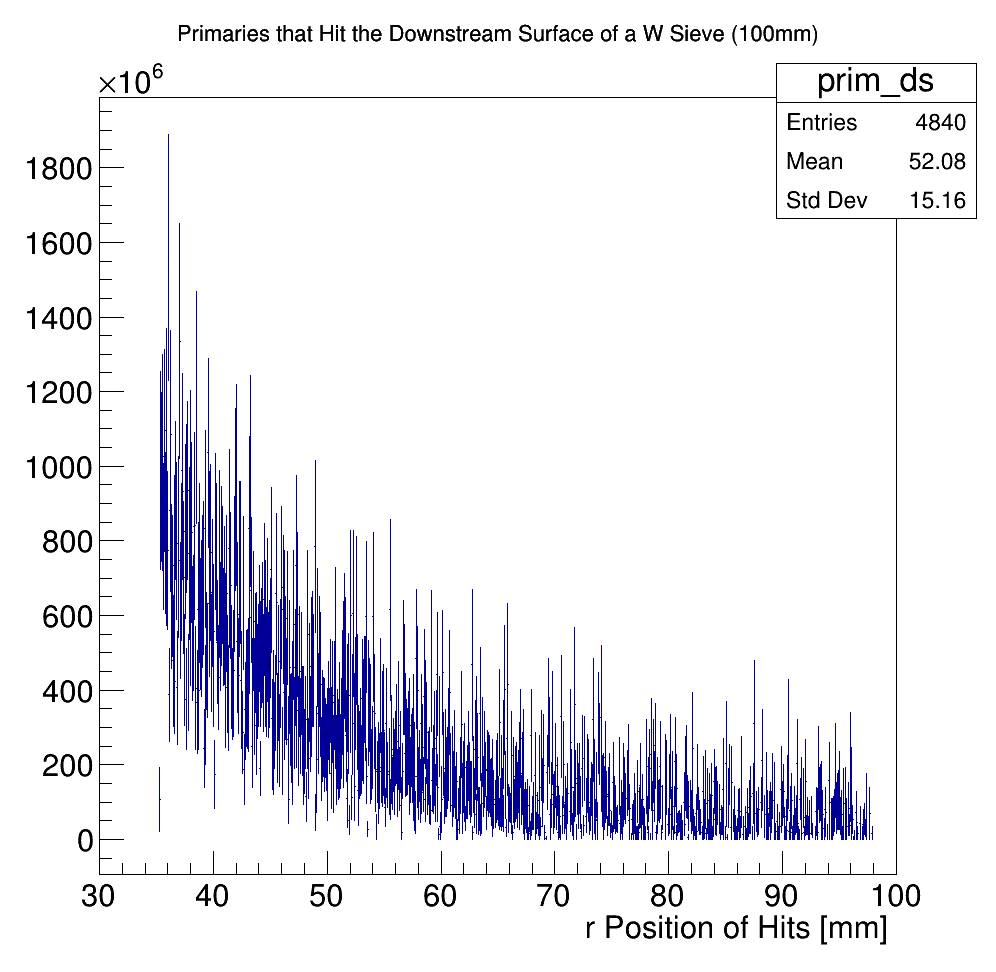 Primaries that Hit the Downstream Surface of a W Sieve (100mm)
×10⁶
prim_ds
Entries 4840
Mean 52.08
Std Dev 15.16
1800
1600
1400
1200
1000
800
600
400
200
0
30 40 50 60 70 80 90 100
r Position of Hits [mm]